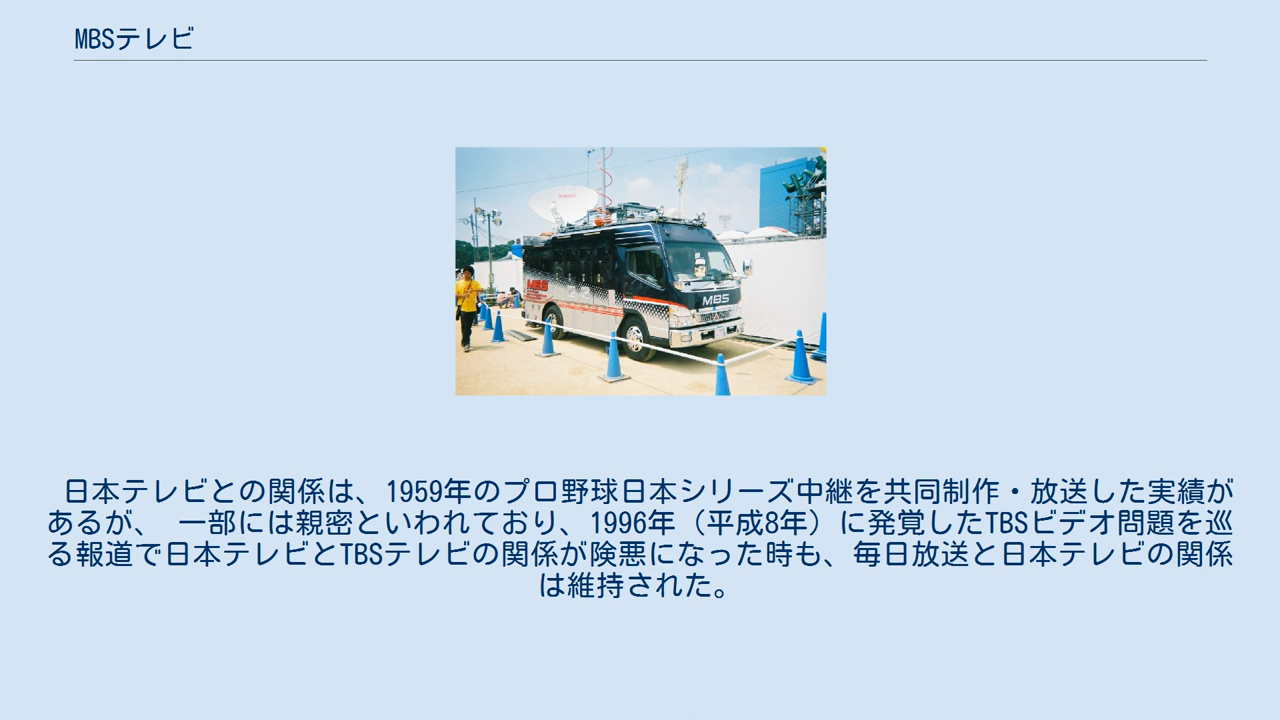 MBSテレビ
MBS
MBS
日本テレビとの関係は、1959年のプロ野球日本シリーズ中継を共同制作・放送した実績が
あるが、 一部には親密といわれており、1996年（平成8年）に発覚したTBSビデオ問題を巡
る報道で日本テレビとTBSテレビの関係が険悪になった時も、毎日放送と日本テレビの関係
は維持された。